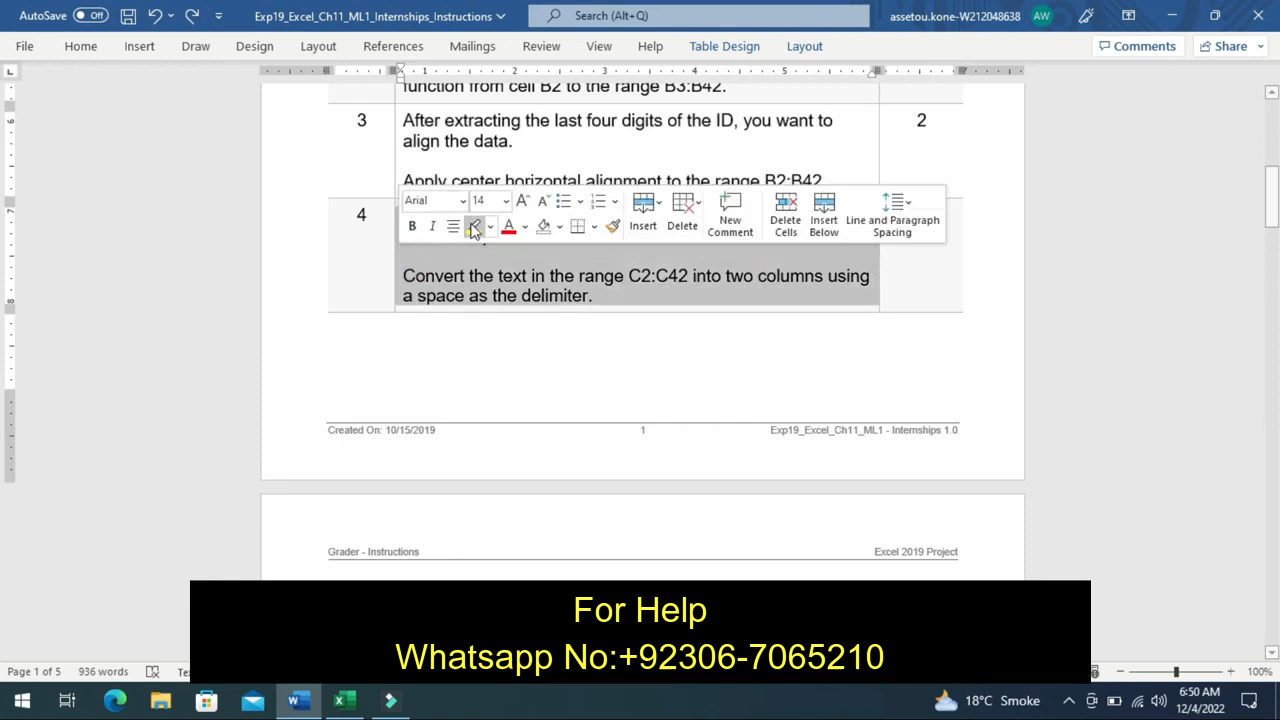 AutoSave Off Exp19_Excel_Ch11_ML1_Internships_Instructions Search (Alt+Q) assetou.kone-W212048638 AW
File Home Insert Draw Design Layout References Mailings Review View Help Table Design Layout Comments Share
1 2 3 4 5
function from cell B2 to the range B3:B42.
3 After extracting the last four digits of the ID, you want to 2
align the data.
Apply center horizontal alignment to the range B2:B42.
Arial 14
Insert Delete New Comment Delete Cells Insert Below Line and Paragraph Spacing
4
Convert the text in the range C2:C42 into two columns using
a space as the delimiter.
Created On: 10/15/2019 1 Exp19_Excel_Ch11_ML1 - Internships 1.0
Grader - Instructions Excel 2019 Project
For Help
Whatsapp No:+92306-7065210
Page 1 of 5 936 words 100%
18°C Smoke 6:50 AM
12/4/2022